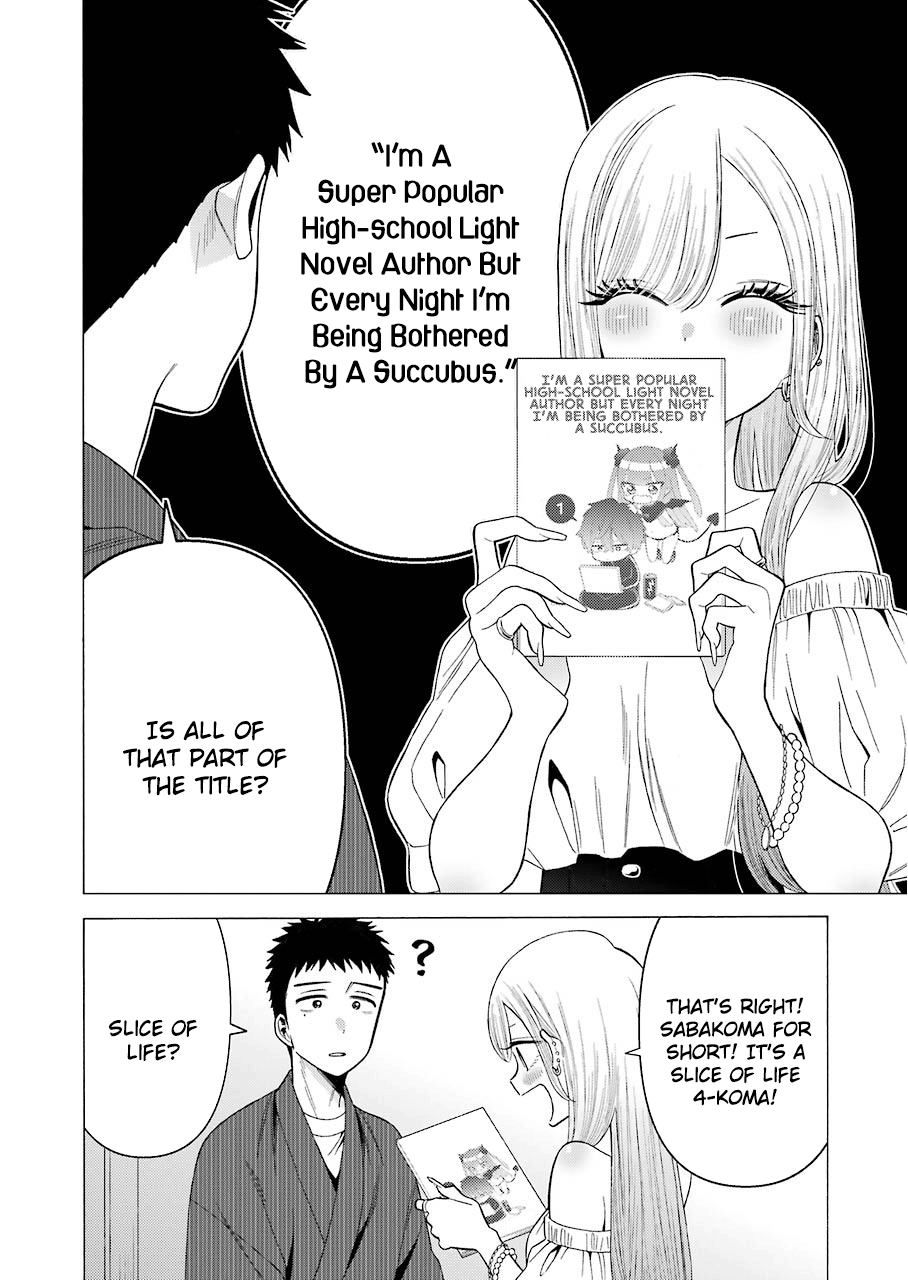 “I'm A
Super Popular
High-school Light
Novel Author But
Every Night I'm
Being Bothered
By A Succubus.”
I'M A SUPER POPULAR
HIGH-SCHOOL LIGHT NOVEL
AUTHOR BUT EVERY NIGHT
I'M BEING BOTHERED BY
A SUCCUBUS.
1
IS ALL OF
THAT PART OF
THE TITLE?
THAT'S RIGHT!
SABAKOMA FOR
SHORT! IT'S A
SLICE OF LIFE
4-KOMA!
?
SLICE OF
LIFE?